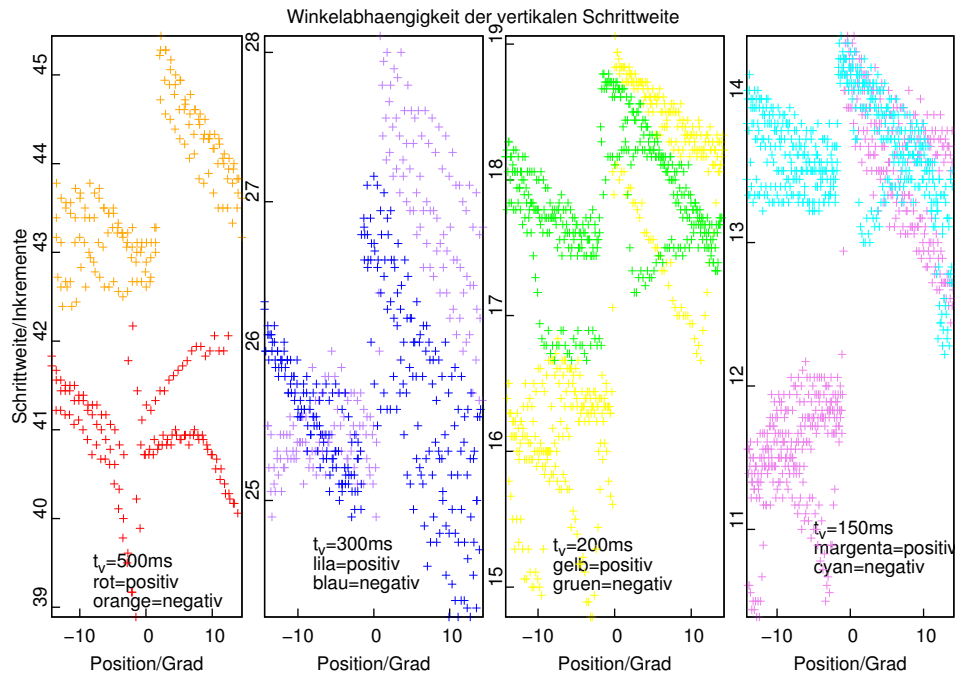 Winkelabhaengigkeit der vertikalen Schrittweite
Schrittweite/Inkremente
45
44
43
42
41
40
39
t_v=500ms
rot=positiv
orange=negativ
−10 0 10
Position/Grad
28
27
26
25
t_v=300ms
lila=positiv
blau=negativ
−10 0 10
Position/Grad
19
18
17
16
15
t_v=200ms
gelb=positiv
gruen=negativ
−10 0 10
Position/Grad
14
13
12
11
t_v=150ms
margenta=positiv
cyan=negativ
−10 0 10
Position/Grad